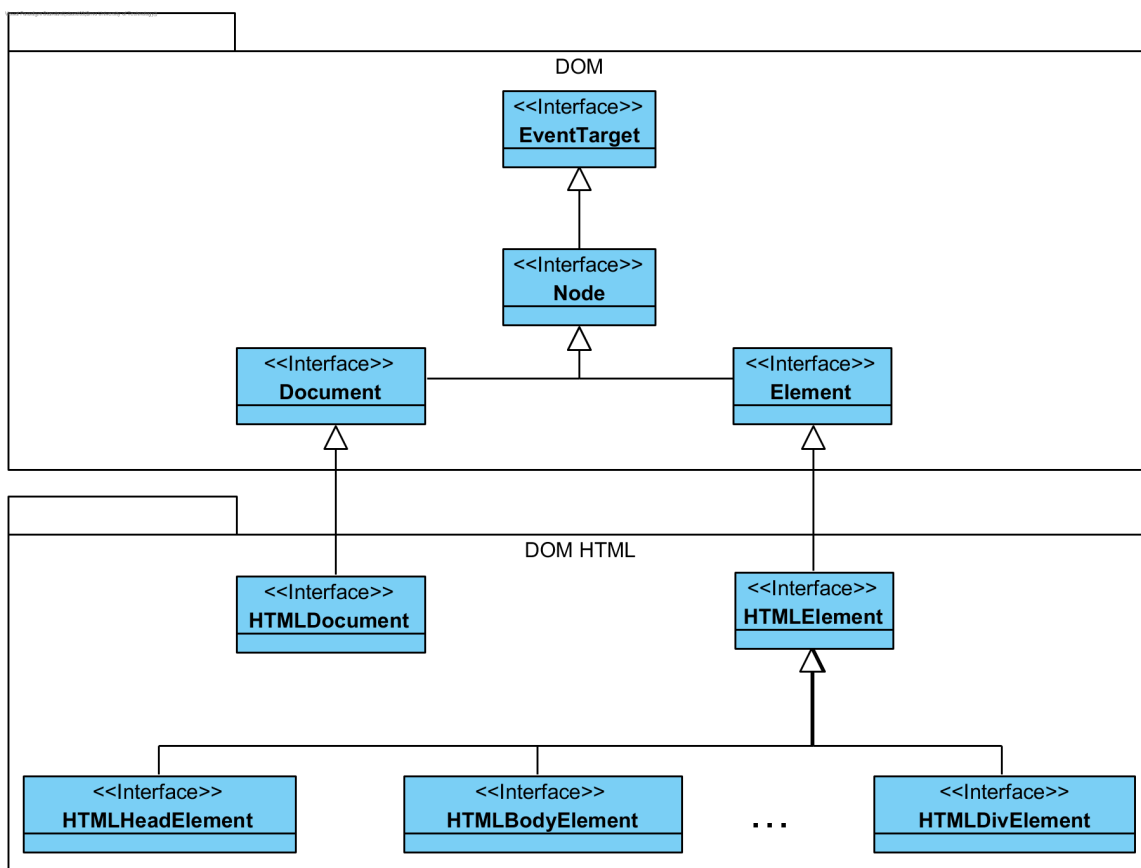 DOM
<<Interface>>
EventTarget
<<Interface>>
Node
<<Interface>>
Document
<<Interface>>
Element
DOM HTML
<<Interface>>
HTMLDocument
<<Interface>>
HTMLElement
<<Interface>>
HTMLHeadElement
<<Interface>>
HTMLBodyElement
...
<<Interface>>
HTMLDivElement